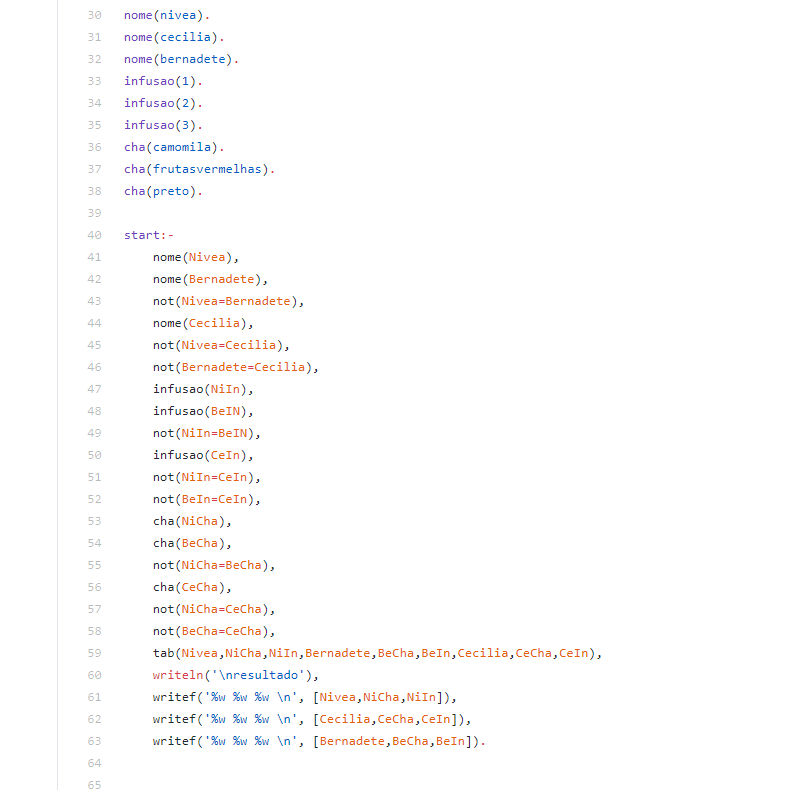 30 nome(nivea).
31 nome(cecilia).
32 nome(bernadete).
33 infusao(1).
34 infusao(2).
35 infusao(3).
36 cha(camomila).
37 cha(frutasvermelhas).
38 cha(preto).
39
40 start:-
41     nome(Nivea),
42     nome(Bernadete),
43     not(Nivea=Bernadete),
44     nome(Cecilia),
45     not(Nivea=Cecilia),
46     not(Bernadete=Cecilia),
47     infusao(NiIn),
48     infusao(BeIN),
49     not(NiIn=BeIN),
50     infusao(CeIn),
51     not(NiIn=CeIn),
52     not(BeIn=CeIn),
53     cha(NiCha),
54     cha(BeCha),
55     not(NiCha=BeCha),
56     cha(CeCha),
57     not(NiCha=CeCha),
58     not(BeCha=CeCha),
59     tab(Nivea,NiCha,NiIn,Bernadete,BeCha,BeIn,Cecilia,CeCha,CeIn),
60     writeln('\nresultado'),
61     writef('%w %w %w \n', [Nivea,NiCha,NiIn]),
62     writef('%w %w %w \n', [Cecilia,CeCha,CeIn]),
63     writef('%w %w %w \n', [Bernadete,BeCha,BeIn]).
64
65